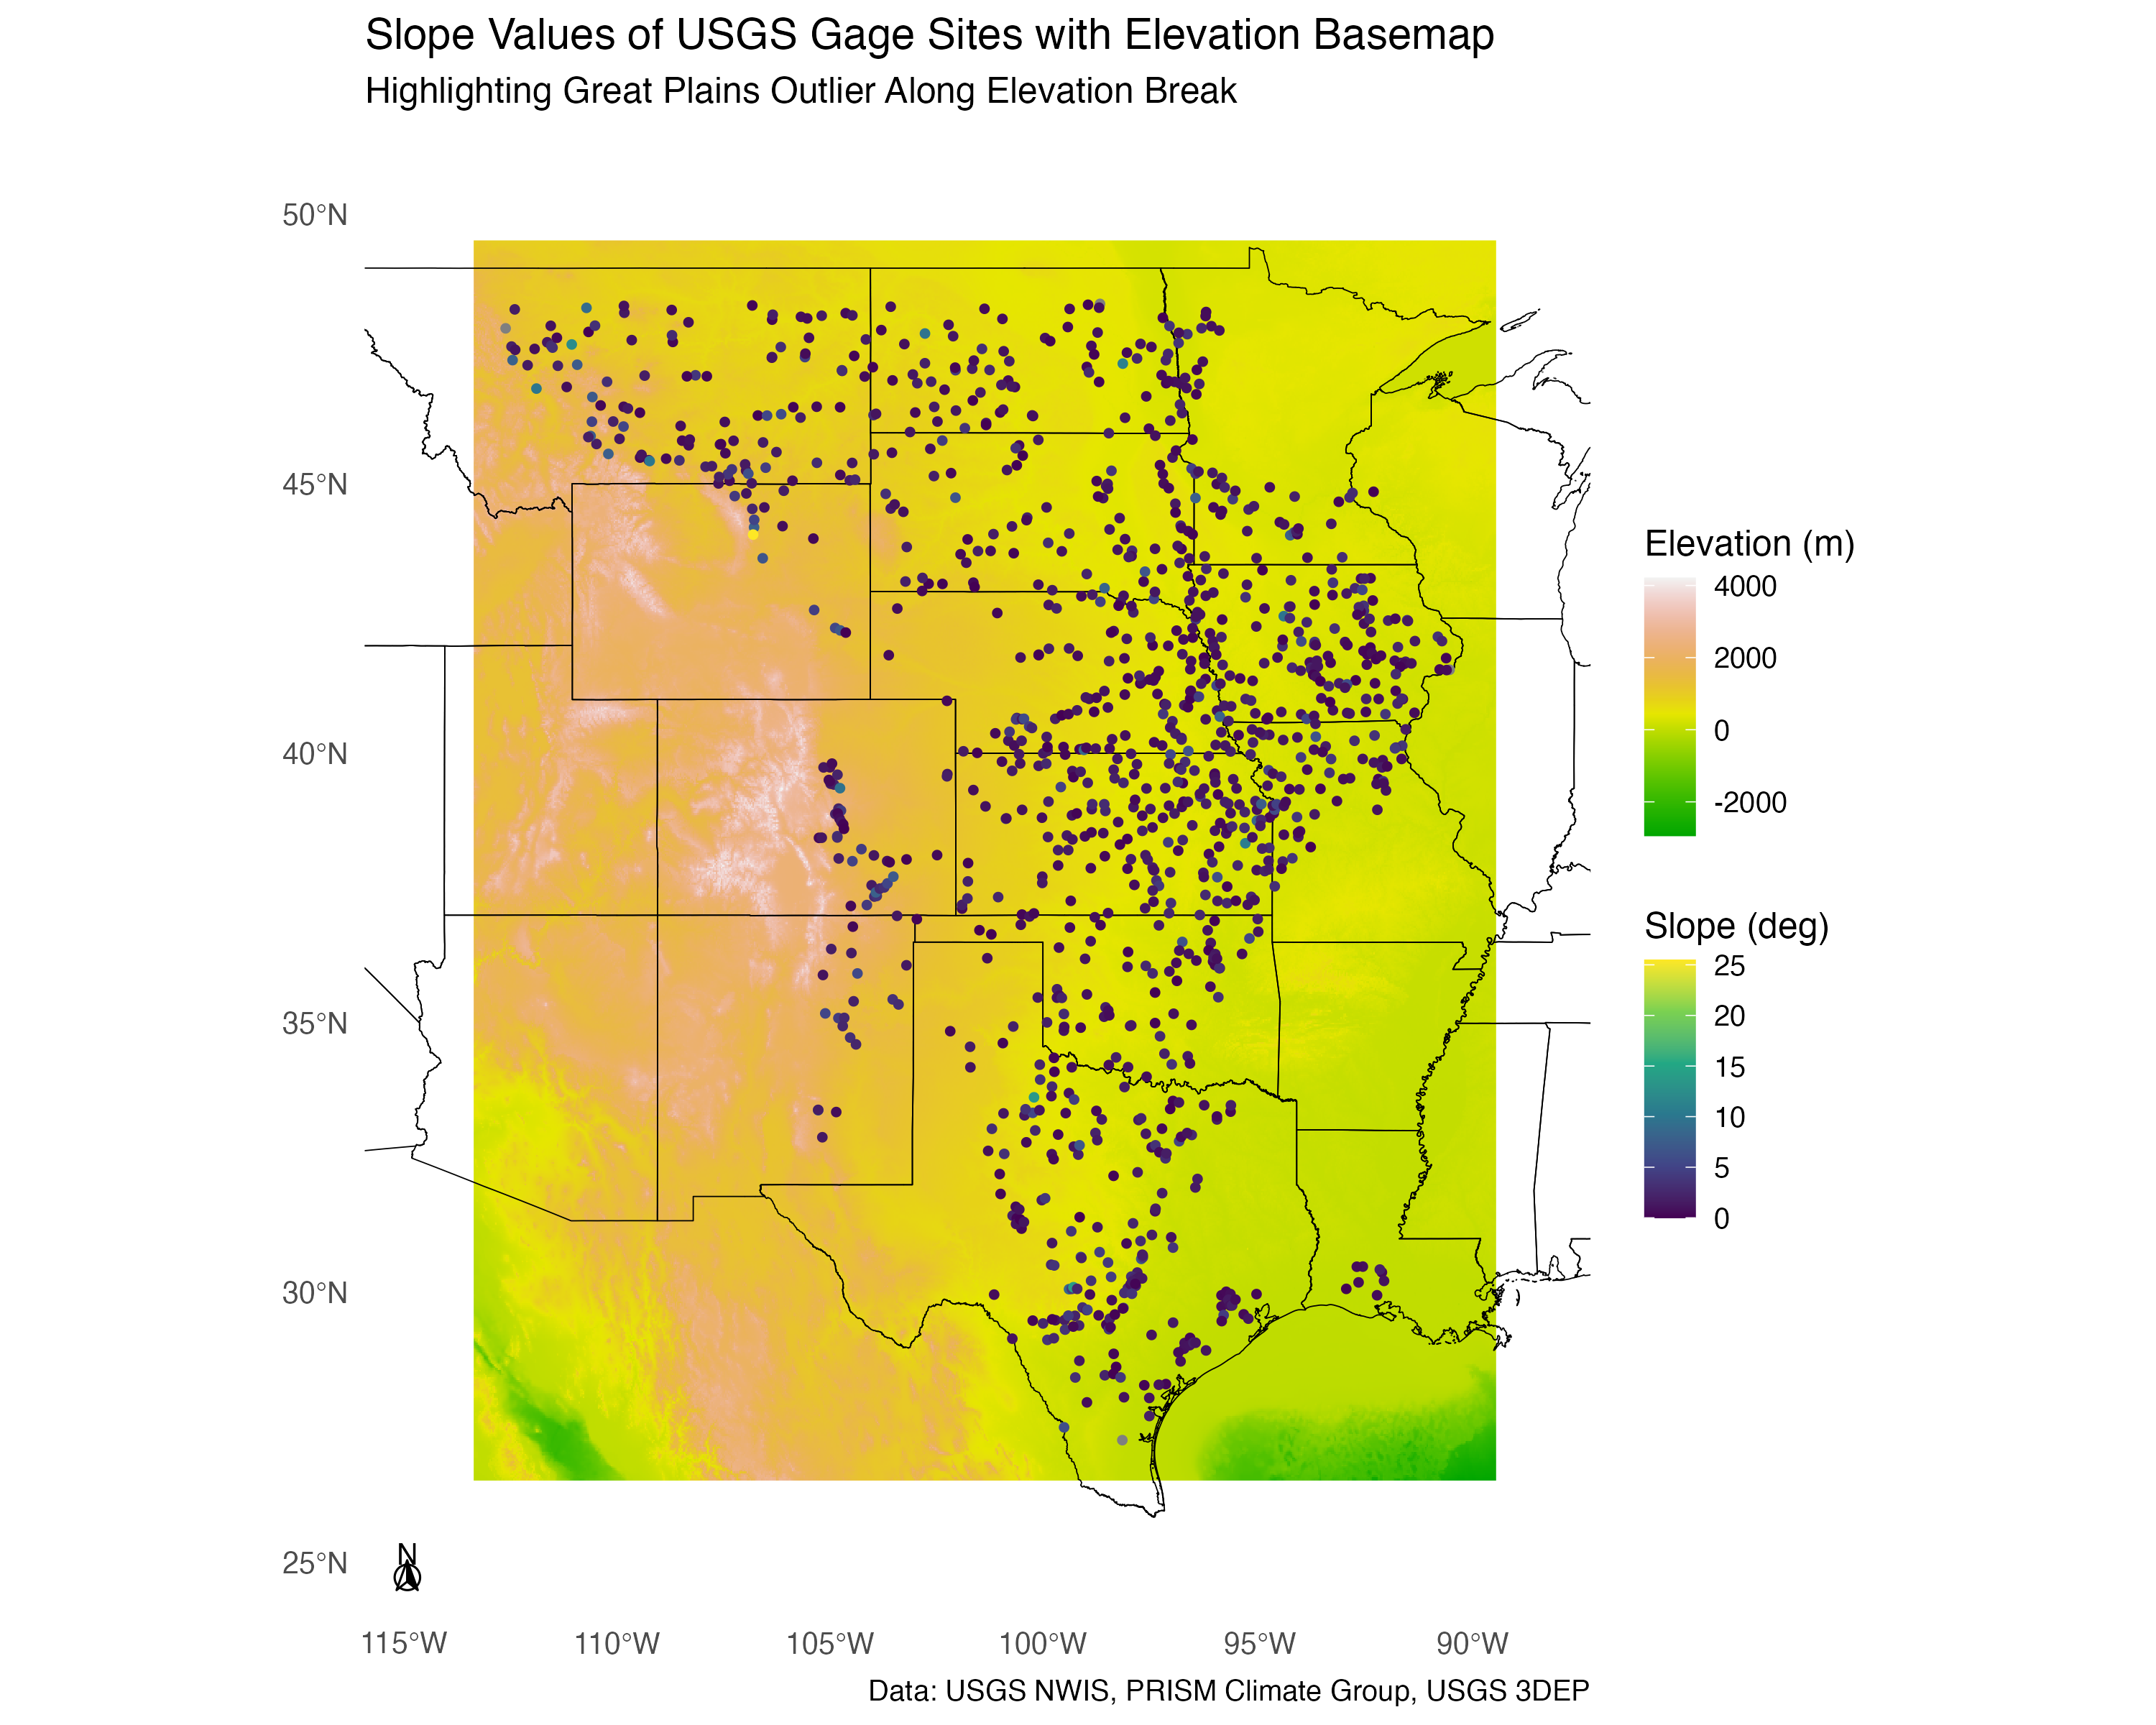 Slope Values of USGS Gage Sites with Elevation Basemap
Highlighting Great Plains Outlier Along Elevation Break
50°N
45°N
40°N
35°N
30°N
25°N
N
115°W
110°W
105°W
100°W
95°W
90°W
Elevation (m)
4000
2000
0
-2000
Slope (deg)
25
20
15
10
5
0
Data: USGS NWIS, PRISM Climate Group, USGS 3DEP